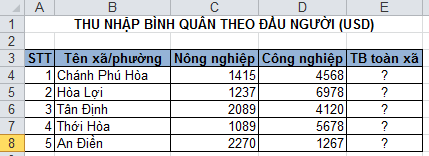 A B C D E
1 THU NHẬP BÌNH QUÂN THEO ĐẦU NGƯỜI (USD)
2
3 STT Tên xã/phường Nông nghiệp Công nghiệp TB toàn xã
4 1 Chánh Phú Hòa 1415 4568 ?
5 2 Hòa Lợi 1237 6978 ?
6 3 Tân Định 2089 4120 ?
7 4 Thới Hòa 1089 5678 ?
8 5 An Điền 2270 1267 ?